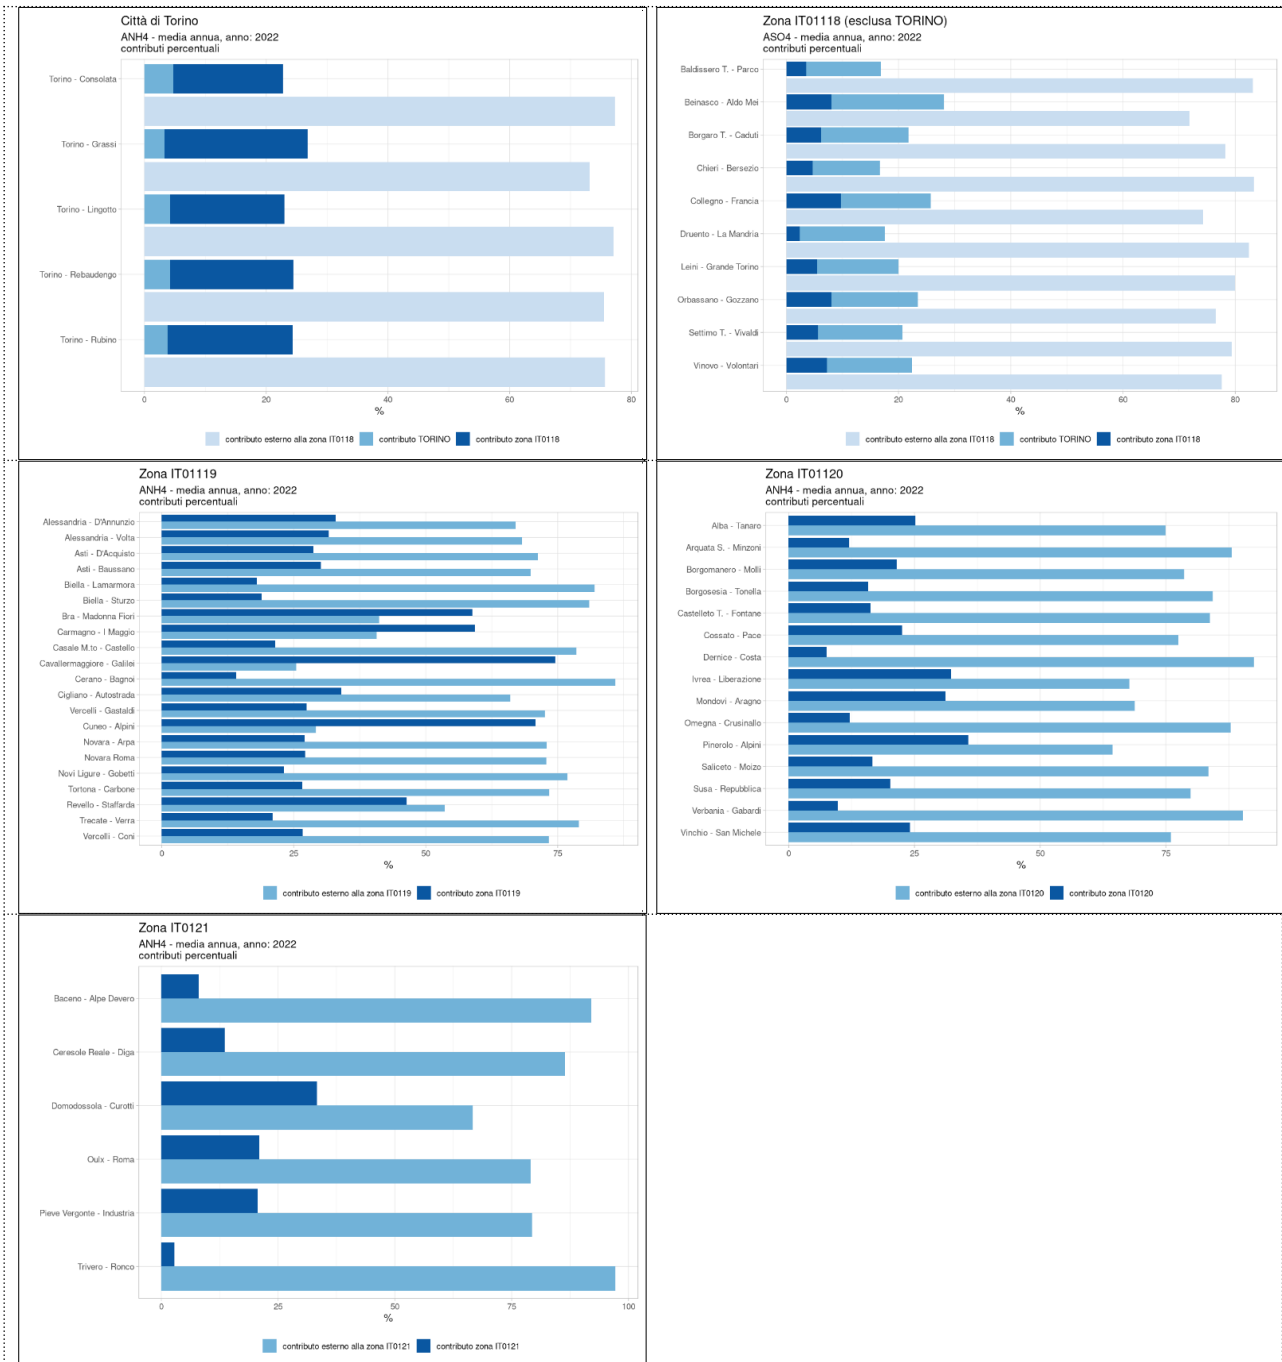 Città di Torino
ANH4 - media annua, anno: 2022
contributi percentuali
Torino - Consolata
Torino - Grassi
Torino - Lingotto
Torino - Rebaudengo
Torino - Rubino
0 20 40 60 80
%
contributo esterno alla zona IT0118 contributo TORINO contributo zona IT0118
Zona IT01118 (esclusa TORINO)
ASO4 - media annua, anno: 2022
contributi percentuali
Baldissero T. - Parco
Beinasco - Aldo Mei
Borgaro T. - Caduti
Chieri - Bersezio
Collegno - Francia
Druento - La Mandria
Leini - Grande Torino
Orbassano - Gozzano
Settimo T. - Vivaldi
Vinovo - Volontari
0 20 40 60 80
%
contributo esterno alla zona IT0118 contributo TORINO contributo zona IT0118
Zona IT01119
ANH4 - media annua, anno: 2022
contributi percentuali
Alessandria - D'Annunzio
Alessandria - Volta
Asti - D'Acquisto
Asti - Baussano
Biella - Lamarmora
Biella - Sturzo
Bra - Madonna Fiori
Carmagno - I Maggio
Casale M.to - Castello
Cavallermaggiore - Galilei
Cerano - Bagnoi
Cigliano - Autostrada
Vercelli - Gastaldi
Cuneo - Alpini
Novara - Arpa
Novara Roma
Novi Ligure - Gobetti
Tortona - Carbone
Revello - Staffarda
Trecate - Verra
Vercelli - Coni
0 25 50 75
%
contributo esterno alla zona IT0119 contributo zona IT0119
Zona IT01120
ANH4 - media annua, anno: 2022
contributi percentuali
Alba - Tanaro
Arquata S. - Minzoni
Borgomanero - Molli
Borgosesia - Tonella
Castelleto T. - Fontane
Cossato - Pace
Dernice - Costa
Ivrea - Liberazione
Mondovi - Aragno
Omegna - Crusinallo
Pinerolo - Alpini
Saliceto - Moizo
Susa - Repubblica
Verbania - Gabardi
Vinchio - San Michele
0 25 50 75
%
contributo esterno alla zona IT0120 contributo zona IT0120
Zona IT0121
ANH4 - media annua, anno: 2022
contributi percentuali
Baceno - Alpe Devero
Ceresole Reale - Diga
Domodossola - Curotti
Oulx - Roma
Pieve Vergonte - Industria
Trivero - Ronco
0 25 50 75 100
%
contributo esterno alla zona IT0121 contributo zona IT0121